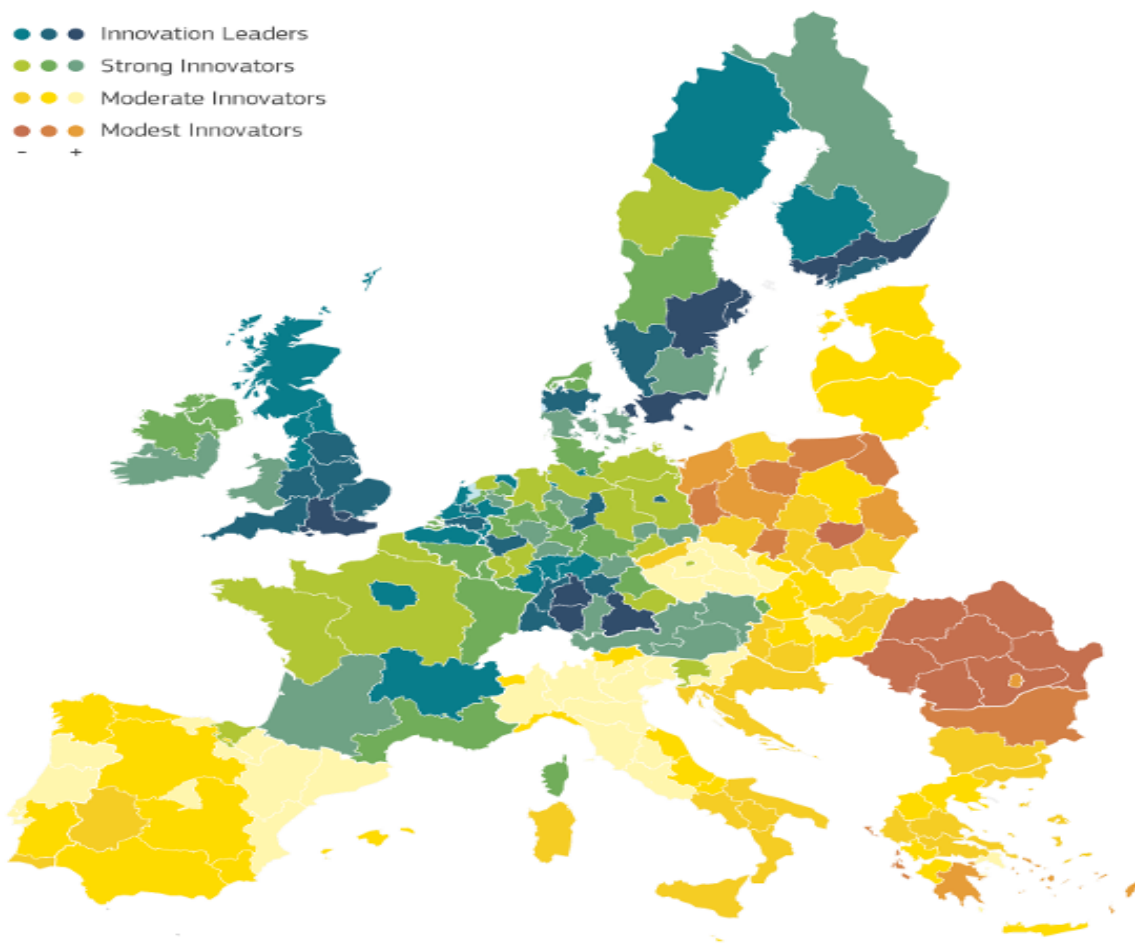 Innovation Leaders
Strong Innovators
Moderate Innovators
Modest Innovators
- +